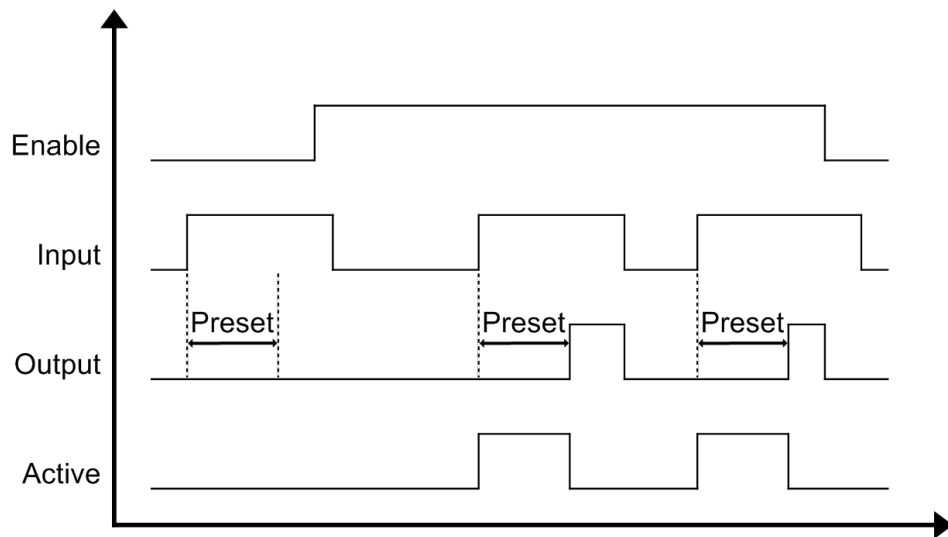 Enable
Input
Preset Preset Preset
Output
Active